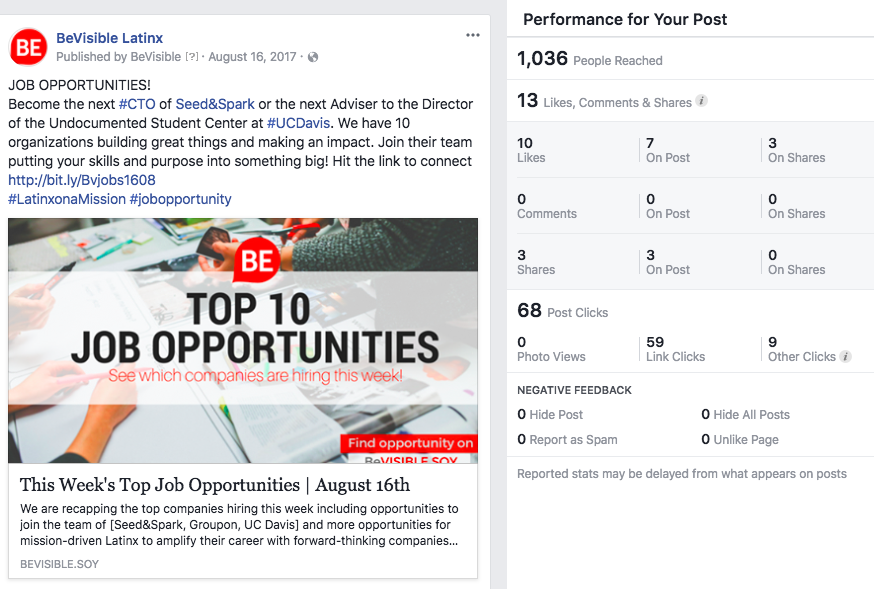 BE
BeVisible Latinx
Published by BeVisible [?] · August 16, 2017 ·
JOB OPPORTUNITIES!
Become the next #CTO of Seed&Spark or the next Adviser to the Director
of the Undocumented Student Center at #UCDavis. We have 10
organizations building great things and making an impact. Join their team
putting your skills and purpose into something big! Hit the link to connect
http://bit.ly/Bvjobs1608
#LatinxonaMission #jobopportunity
BE
TOP 10
JOB OPPORTUNITIES
See which companies are hiring this week!
Find opportunity on
BeVISIBLE.SOY
This Week's Top Job Opportunities | August 16th
We are recapping the top companies hiring this week including opportunities to
join the team of [Seed&Spark, Groupon, UC Davis] and more opportunities for
mission-driven Latinx to amplify their career with forward-thinking companies...
BEVISIBLE.SOY
Performance for Your Post
1,036 People Reached
13 Likes, Comments & Shares i
10 7 3
Likes On Post On Shares
0 0 0
Comments On Post On Shares
3 3 0
Shares On Post On Shares
68 Post Clicks
0 59 9
Photo Views Link Clicks Other Clicks i
NEGATIVE FEEDBACK
0 Hide Post 0 Hide All Posts
0 Report as Spam 0 Unlike Page
Reported stats may be delayed from what appears on posts